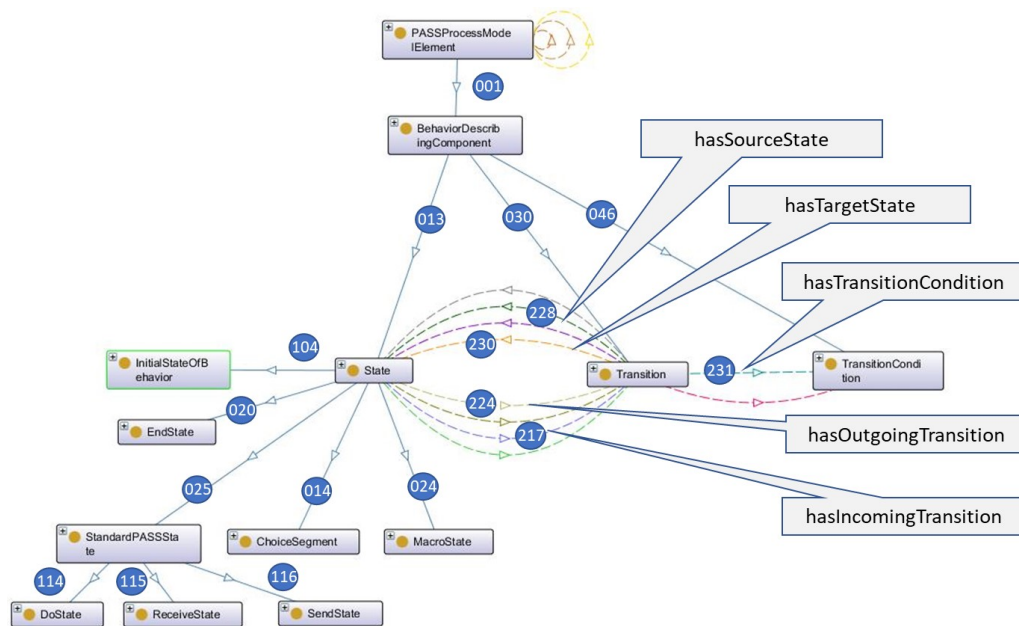 PASSProcessMode
lElement
001
BehaviorDescrib
ingComponent
hasSourceState
hasTargetState
013
030
046
hasTransitionCondition
228
104
230
InitialStateOfB
ehavior
State
Transition
231
TransitionCondi
tion
020
224
EndState
217
hasOutgoingTransition
025
014
024
hasIncomingTransition
StandardPASSSta
te
ChoiceSegment
MacroState
114
115
116
DoState
ReceiveState
SendState